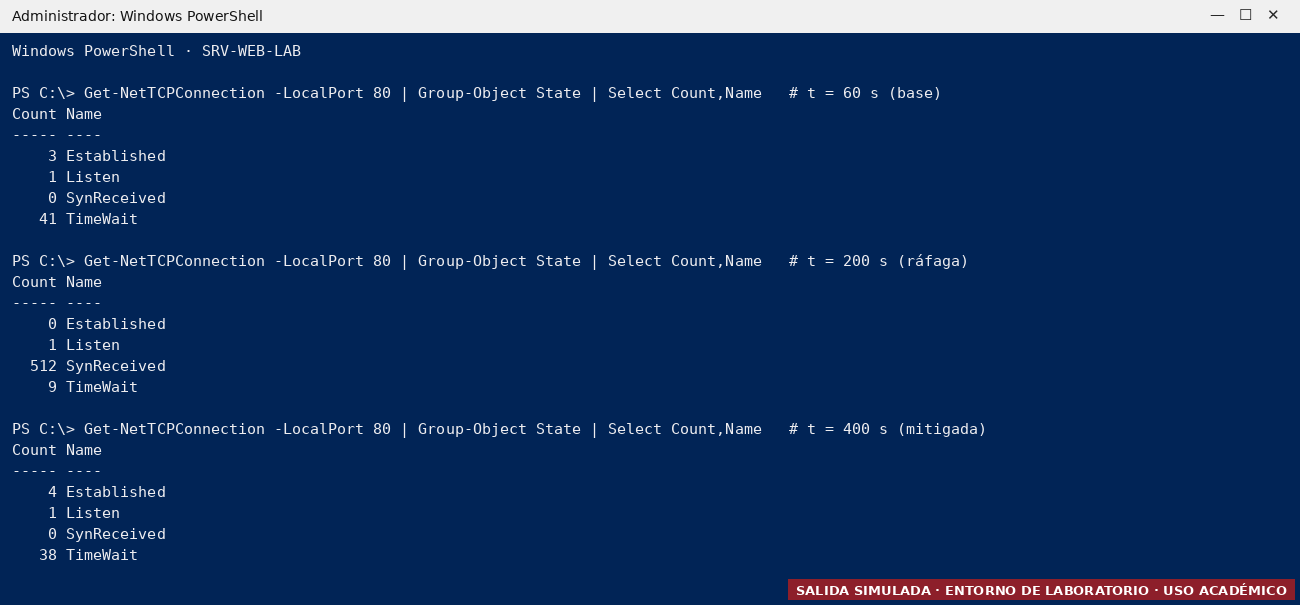 Administrador: Windows PowerShell
Windows PowerShell · SRV-WEB-LAB
PS C:\> Get-NetTCPConnection -LocalPort 80 | Group-Object State | Select Count,Name   # t = 60 s (base)
Count Name
----- ----
    3 Established
    1 Listen
    0 SynReceived
   41 TimeWait
PS C:\> Get-NetTCPConnection -LocalPort 80 | Group-Object State | Select Count,Name   # t = 200 s (ráfaga)
Count Name
----- ----
    0 Established
    1 Listen
  512 SynReceived
    9 TimeWait
PS C:\> Get-NetTCPConnection -LocalPort 80 | Group-Object State | Select Count,Name   # t = 400 s (mitigada)
Count Name
----- ----
    4 Established
    1 Listen
    0 SynReceived
   38 TimeWait
SALIDA SIMULADA · ENTORNO DE LABORATORIO · USO ACADÉMICO